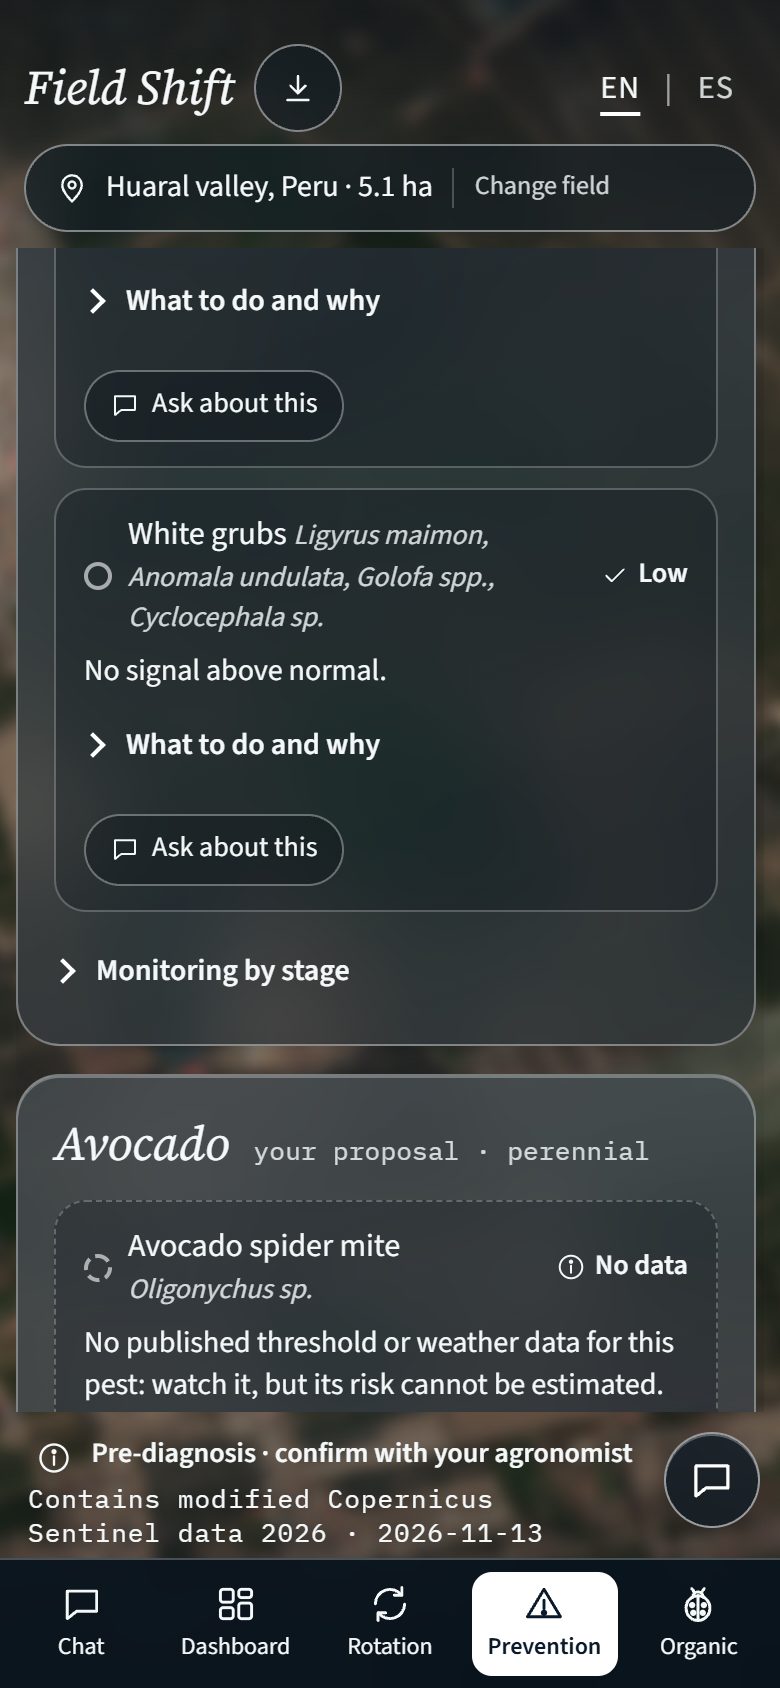 Field Shift
EN | ES
Huaral valley, Peru · 5.1 ha | Change field
What to do and why
Ask about this
White grubs Ligyrus maimon,
Anomala undulata, Golofa spp.,
Cyclocephala sp.
Low
No signal above normal.
What to do and why
Ask about this
Monitoring by stage
Avocado your proposal · perennial
Avocado spider mite
Oligonychus sp.
No data
No published threshold or weather data for this
pest: watch it, but its risk cannot be estimated.
Pre-diagnosis · confirm with your agronomist
Contains modified Copernicus
Sentinel data 2026 · 2026-11-13
Chat
Dashboard
Rotation
Prevention
Organic